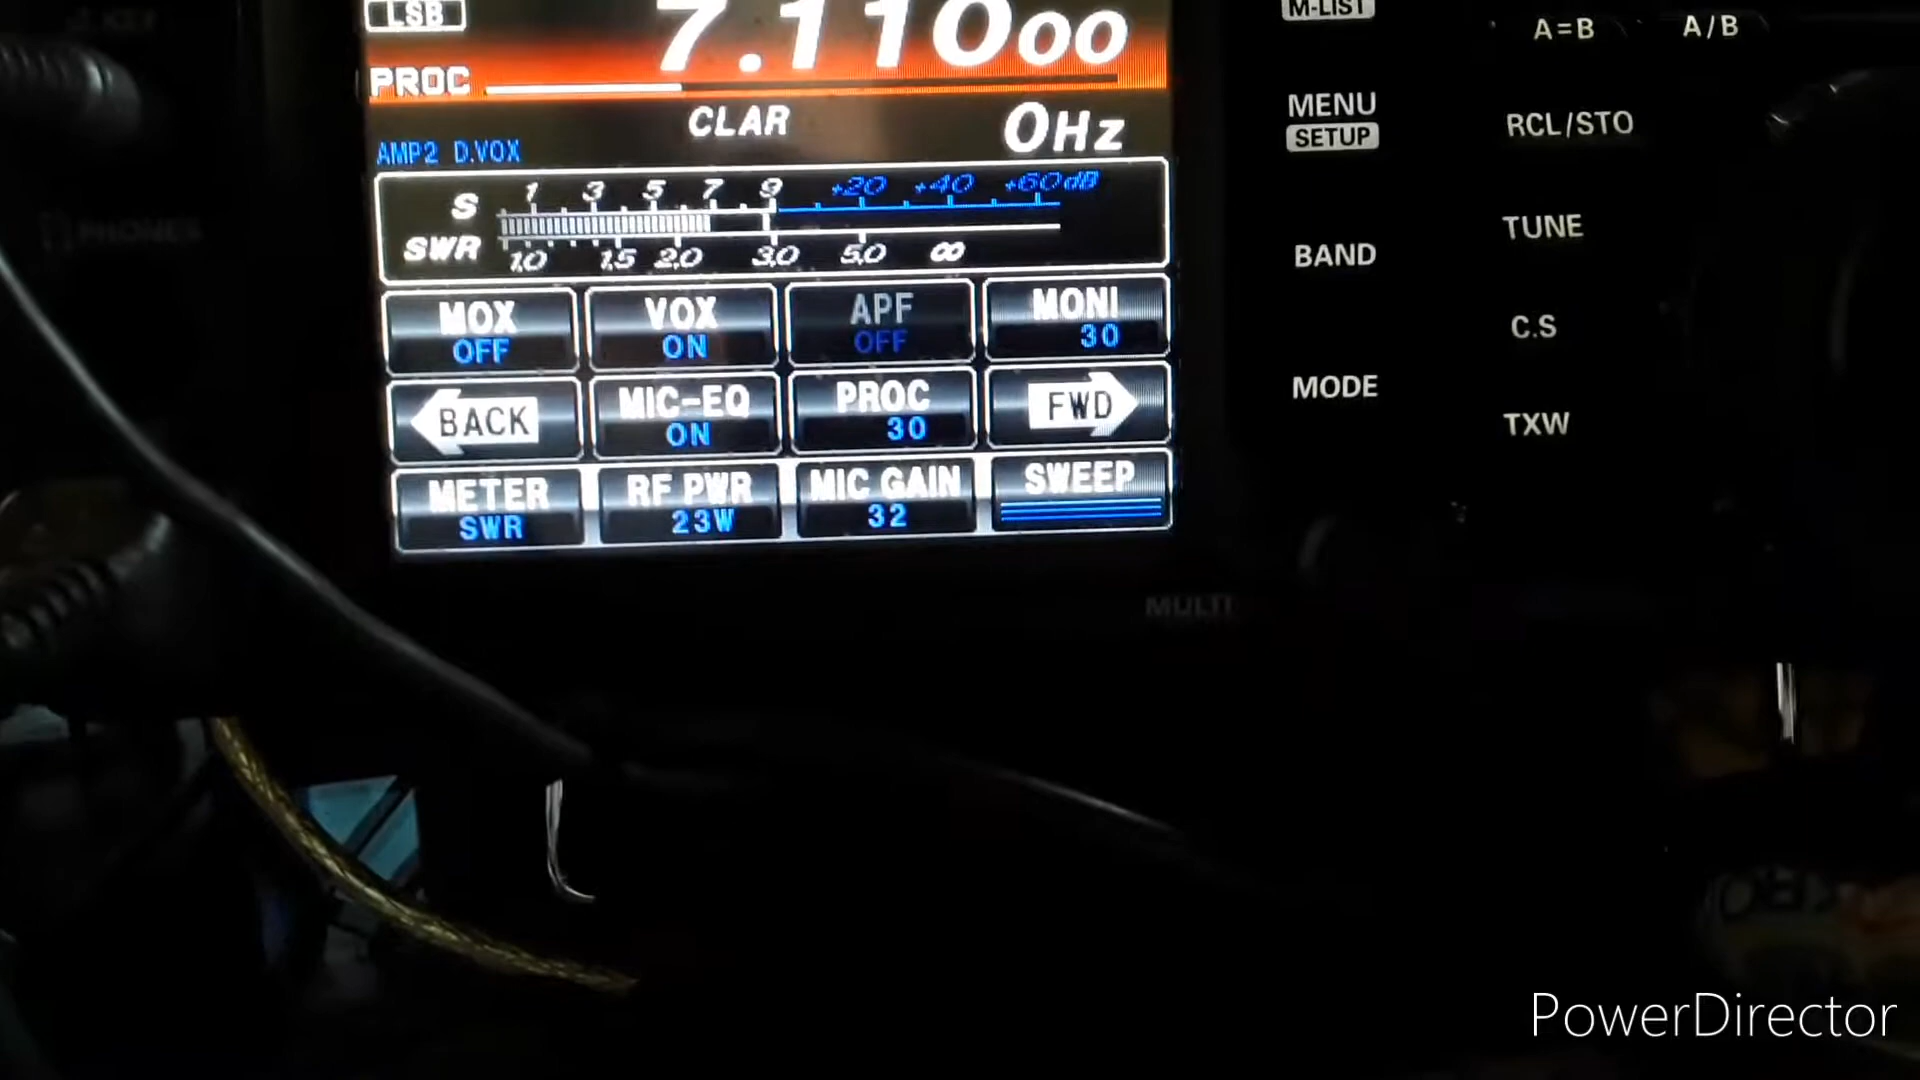 LSB
7.110 00
PROC
CLAR 0Hz
AMP2 D.VOX
S 1 3 5 7 9 +20 +40 +60dB
SWR 1.0 1.5 2.0 3.0 5.0 ∞
MOX VOX APF MONI
OFF ON OFF 30
BACK MIC-EQ PROC FWD
ON 30
METER RF PWR MIC GAIN SWEEP
SWR 23W 32
M-LIST
A=B A/B
MENU
SETUP
RCL/STO
TUNE
BAND
C.S
MODE
TXW
KEY
PHONES
MULTI
PowerDirector